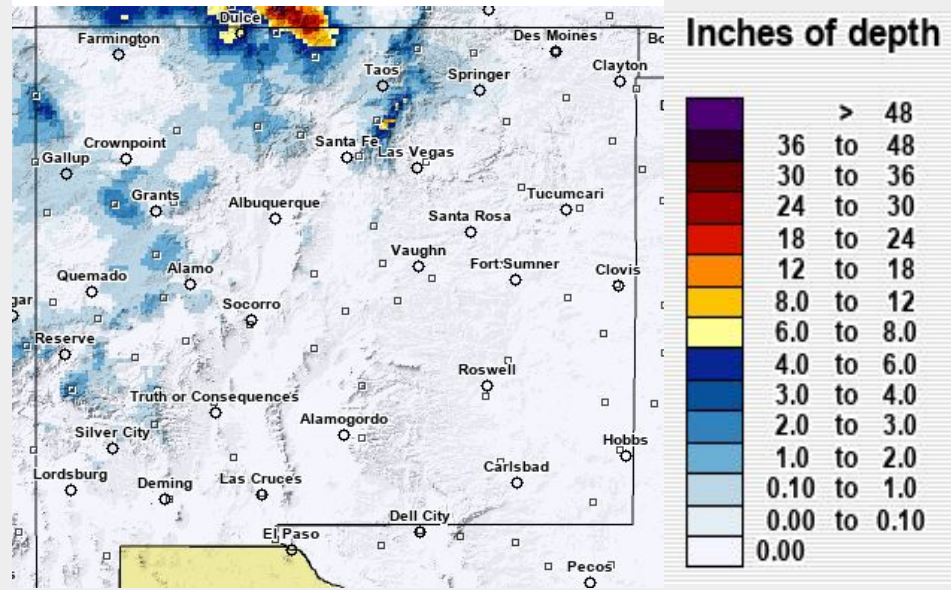 Dulce
Farmington
Des Moines
Bo
Taos
Springer
Clayton
Crownpoint
Gallup
Santa Fe
Las Vegas
Grants
Albuquerque
Tucumcari
Santa Rosa
Quemado
Alamo
Vaughn
Fort Sumner
Clovis
gar
Socorro
Reserve
Roswell
Truth or Consequences
Alamogordo
Silver City
Hobbs
Lordsburg
Deming
Las Cruces
Carlsbad
Dell City
El Paso
Pecos
Inches of depth
> 48
36 to 48
30 to 36
24 to 30
18 to 24
12 to 18
8.0 to 12
6.0 to 8.0
4.0 to 6.0
3.0 to 4.0
2.0 to 3.0
1.0 to 2.0
0.10 to 1.0
0.00 to 0.10
0.00